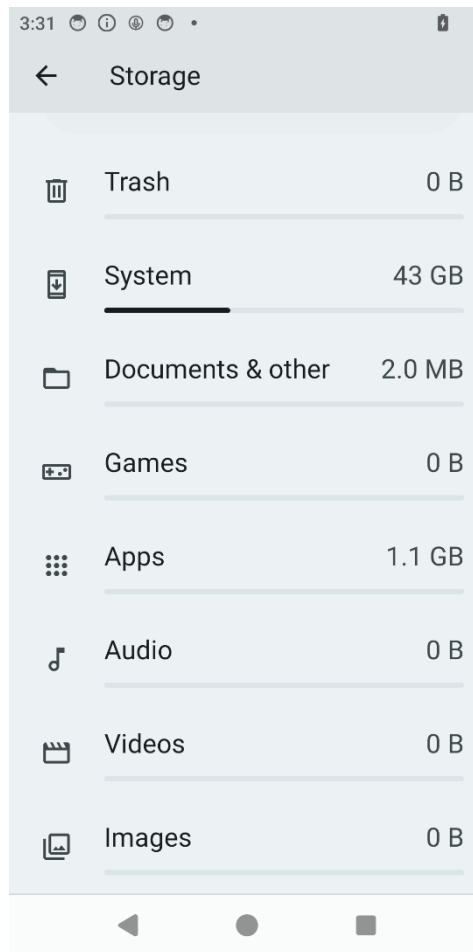 3:31
Storage
Trash 0 B
System 43 GB
Documents & other 2.0 MB
Games 0 B
Apps 1.1 GB
Audio 0 B
Videos 0 B
Images 0 B